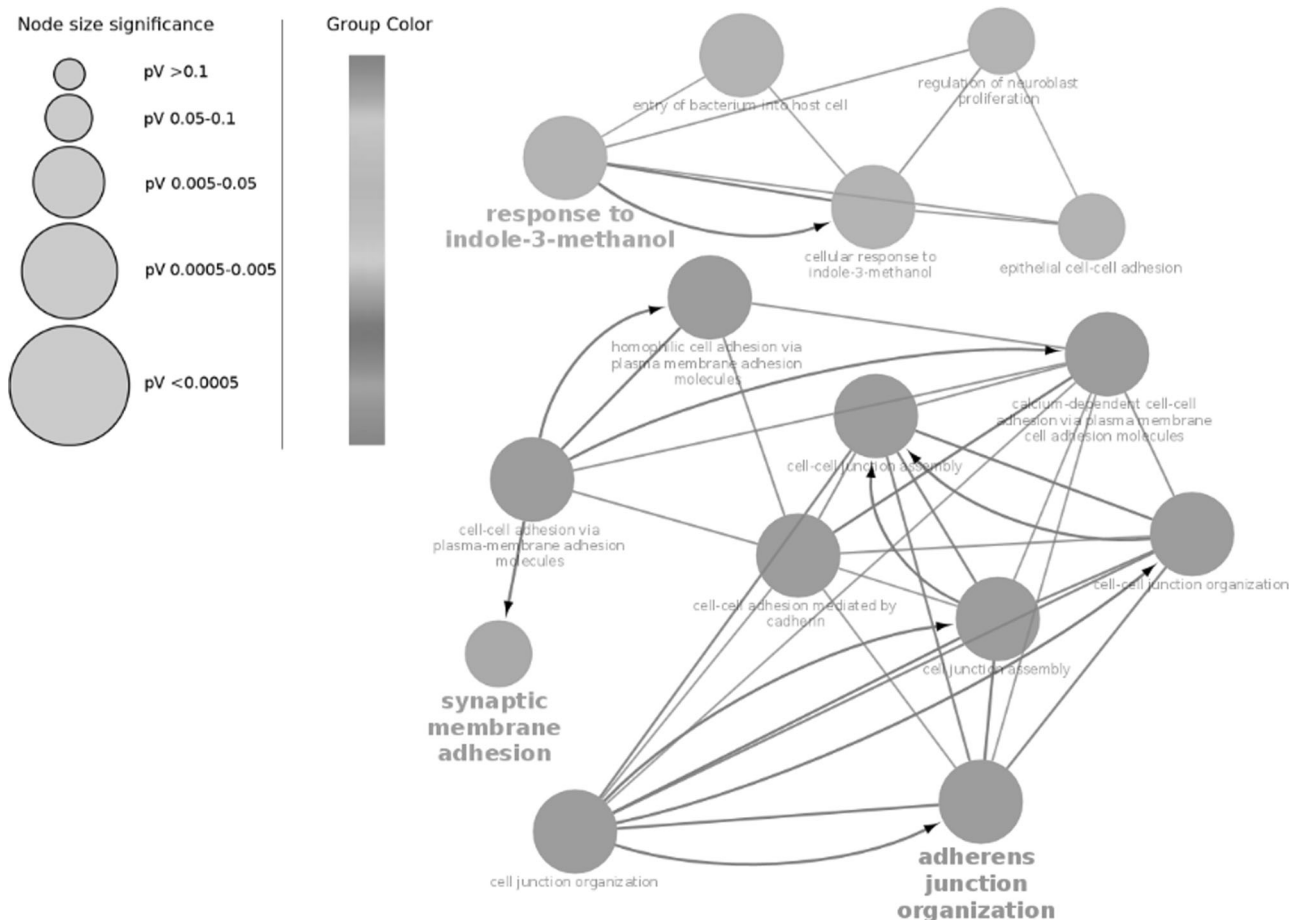 Node size significance
Group Color
pV >0.1
pV 0.05-0.1
pV 0.005-0.05
pV 0.0005-0.005
pV <0.0005
entry of bacterium into host cell
regulation of neuroblast
proliferation
response to
indole-3-methanol
cellular response to
indole-3-methanol
epithelial cell-cell adhesion
homophilic cell adhesion via
plasma membrane adhesion
molecules
calcium-dependent cell-cell
adhesion via plasma membrane
cell adhesion molecules
cell-cell junction assembly
cell-cell adhesion via
plasma-membrane adhesion
molecules
cell-cell adhesion mediated by
cadherin
cell-cell junction organization
cell junction assembly
synaptic
membrane
adhesion
cell junction organization
adherens
junction
organization